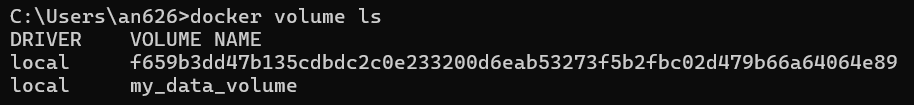 C:\Users\an626>docker volume ls
DRIVER    VOLUME NAME
local     f659b3dd47b135cdbdc2c0e233200d6eab53273f5b2fbc02d479b66a64064e89
local     my_data_volume